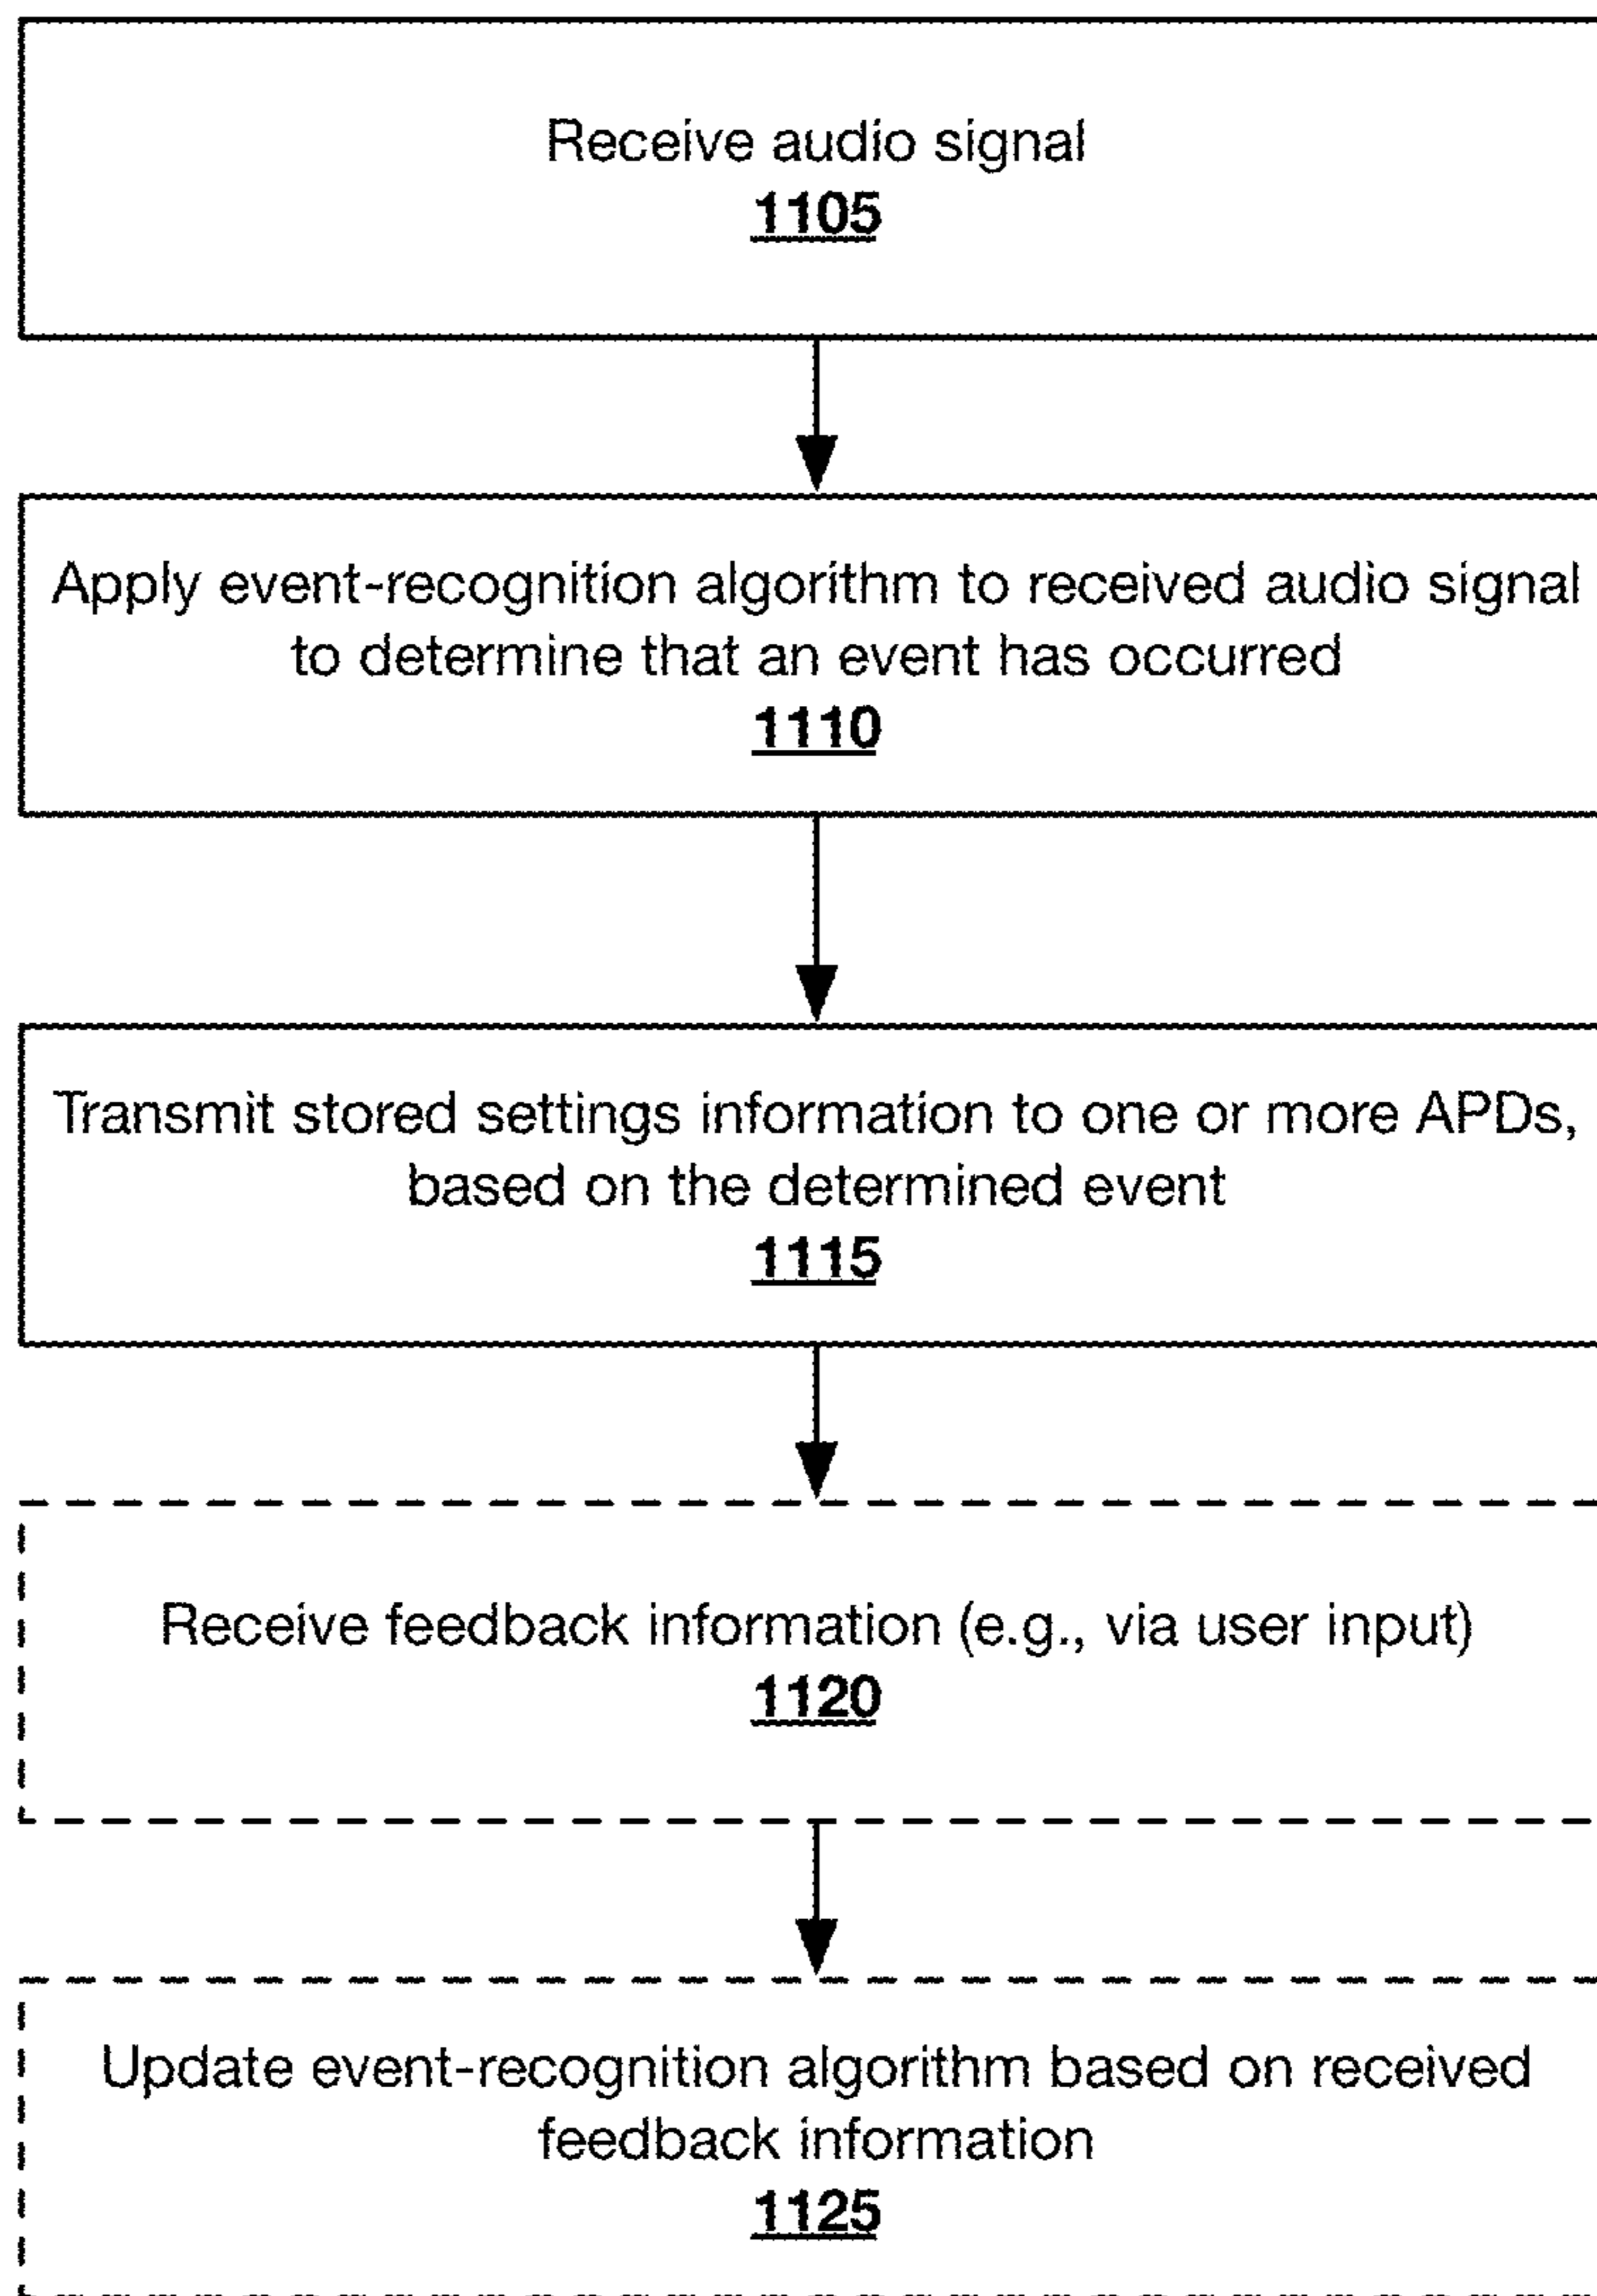 Receive audio signal
1105
Apply event-recognition algorithm to received audio signal
to determine that an event has occurred
1110
Transmit stored settings information to one or more APDs,
based on the determined event
1115
Receive feedback information (e.g., via user input)
1120
Update event-recognition algorithm based on received
feedback information
1125